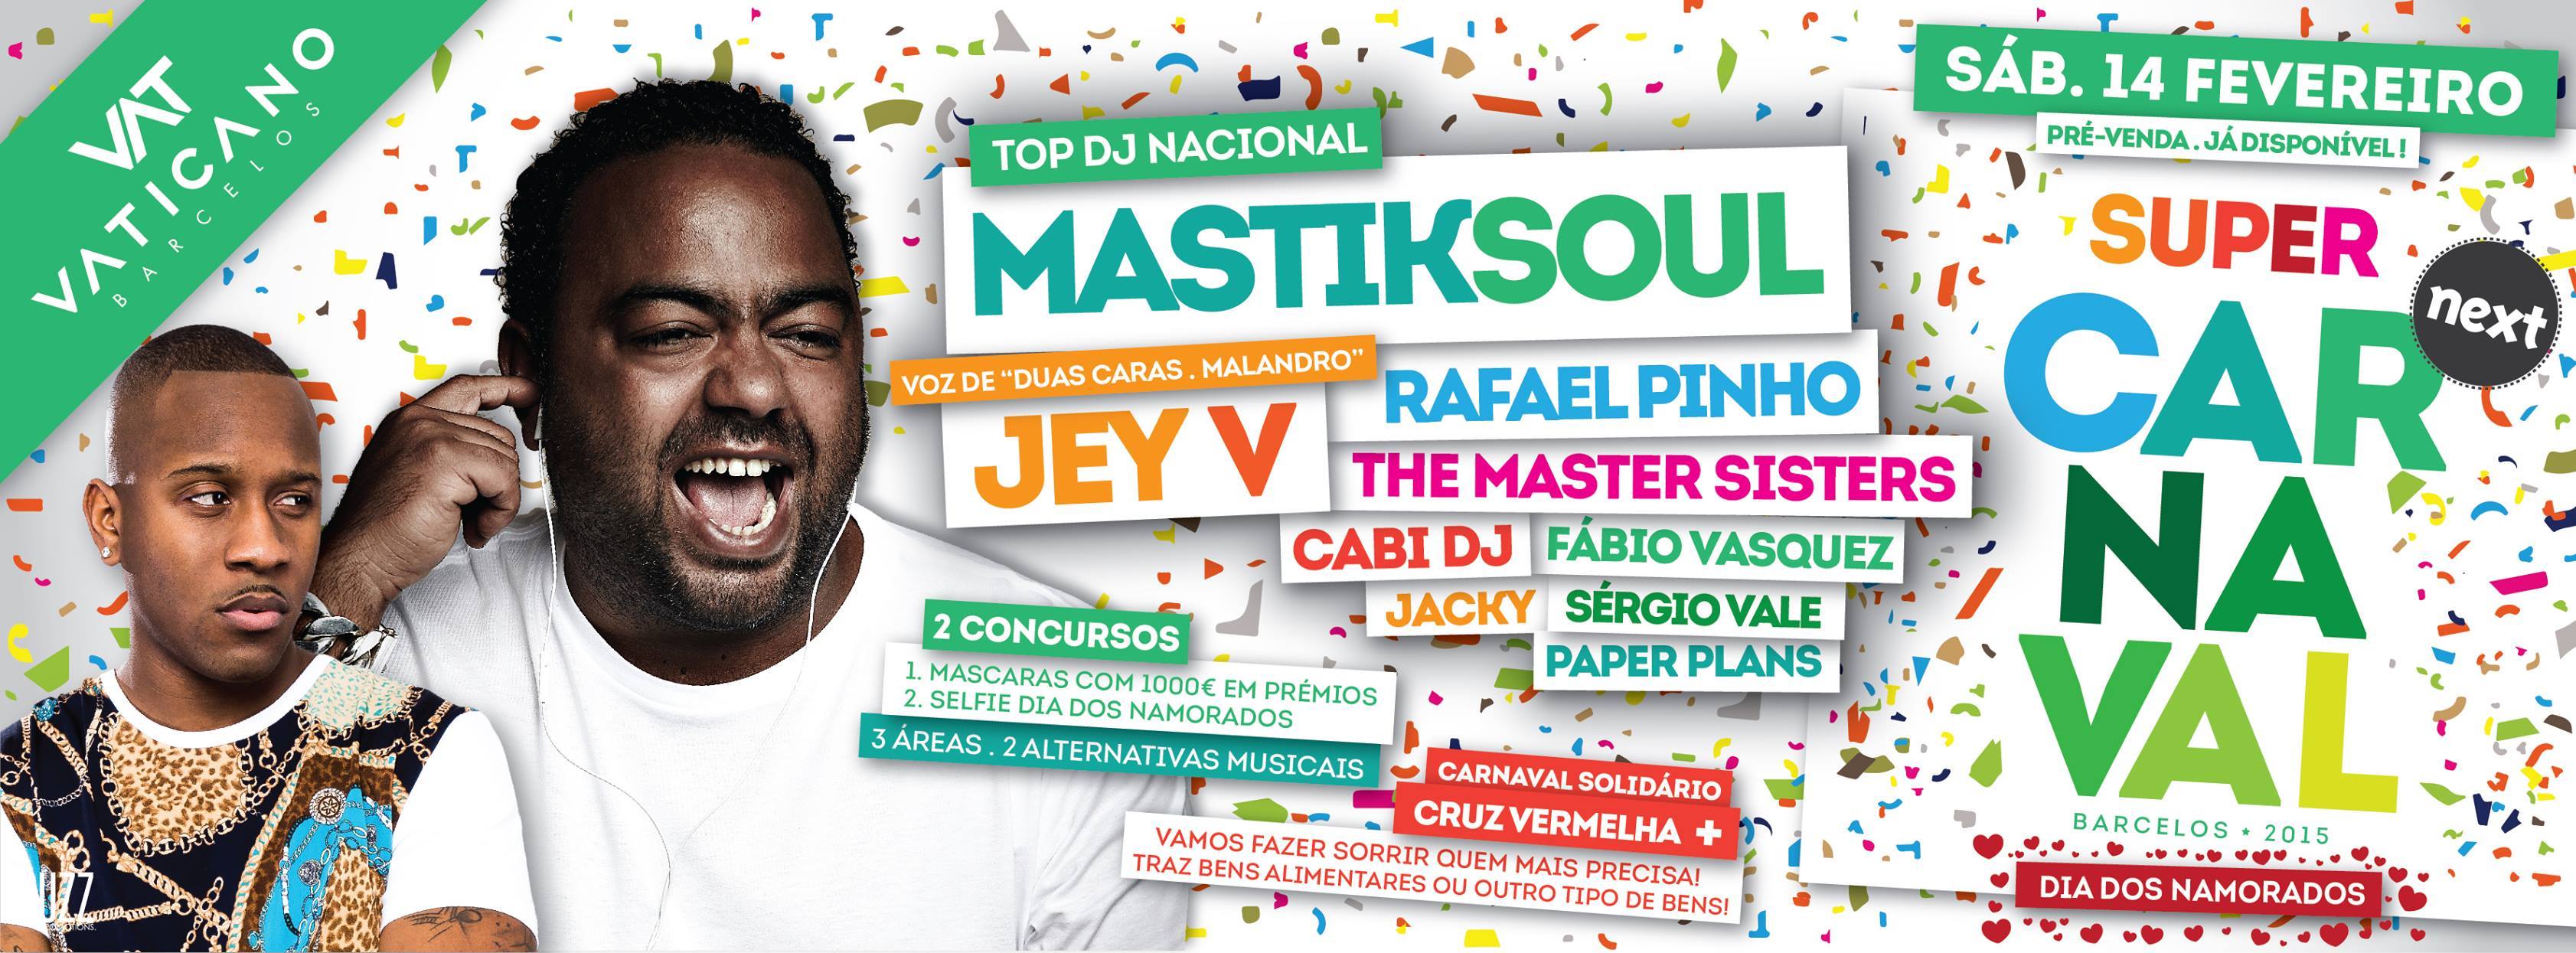 VAT
VATICANO
BARCELOS
TOP DJ NACIONAL
MASTIKSOUL
VOZ DE “DUAS CARAS . MALANDRO”
JEY V
RAFAEL PINHO
THE MASTER SISTERS
CABI DJ
FÁBIO VASQUEZ
JACKY
SÉRGIO VALE
PAPER PLANS
2 CONCURSOS
1. MASCARAS COM 1000€ EM PRÉMIOS
2. SELFIE DIA DOS NAMORADOS
3 ÁREAS . 2 ALTERNATIVAS MUSICAIS
CARNAVAL SOLIDÁRIO
CRUZ VERMELHA +
VAMOS FAZER SORRIR QUEM MAIS PRECISA!
TRAZ BENS ALIMENTARES OU OUTRO TIPO DE BENS!
SÁB. 14 FEVEREIRO
PRÉ-VENDA . JÁ DISPONÍVEL !
SUPER
CAR
NA
VAL
next
BARCELOS * 2015
DIA DOS NAMORADOS